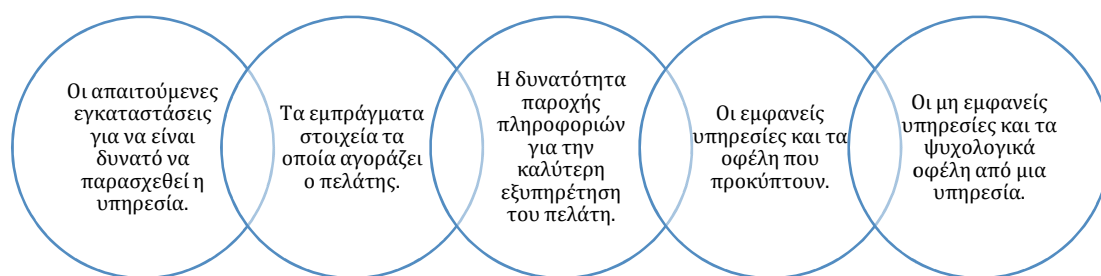 Οι απαιτούμενες
εγκαταστάσεις
για να είναι
δυνατό να
παρασχεθεί η
υπηρεσία.
Τα εμπράγματα
στοιχεία τα
οποία αγοράζει
ο πελάτης.
Η δυνατότητα
παροχής
πληροφοριών
για την
καλύτερη
εξυπηρέτηση
του πελάτη.
Οι εμφανείς
υπηρεσίες και τα
οφέλη που
προκύπτουν.
Οι μη εμφανείς
υπηρεσίες και τα
ψυχολογικά
οφέλη από μια
υπηρεσία.